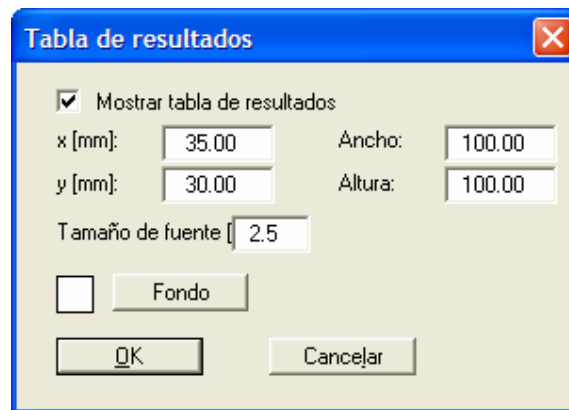 Tabla de resultados
Mostrar tabla de resultados
x [mm]: 35.00 Ancho: 100.00
y [mm]: 30.00 Altura: 100.00
Tamaño de fuente [ 2.5
Fondo
OK Cancelar